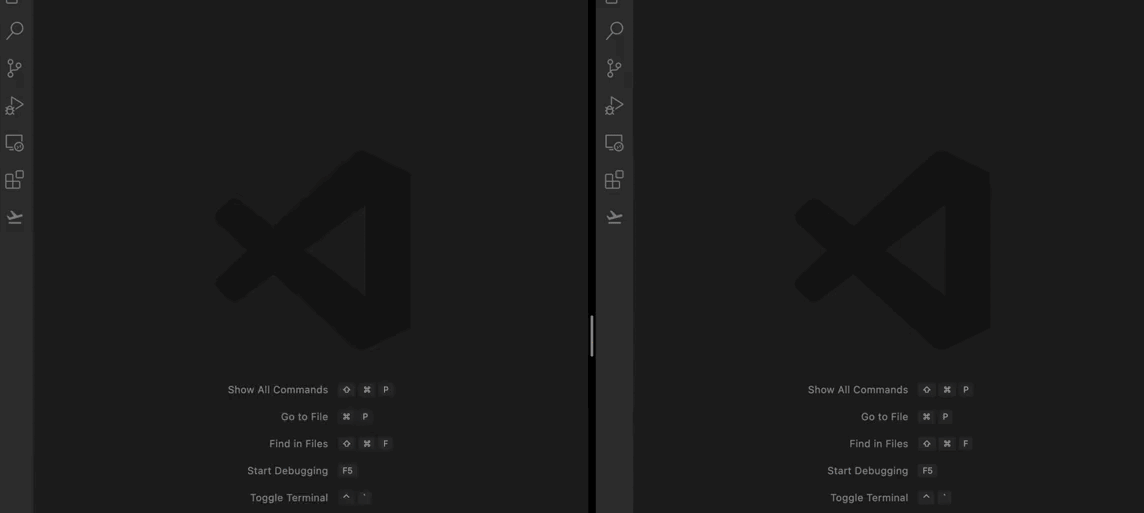 Show All Commands ⇧ ⌘ P
Go to File ⌘ P
Find in Files ⇧ ⌘ F
Start Debugging F5
Toggle Terminal ^ `
Show All Commands ⇧ ⌘ P
Go to File ⌘ P
Find in Files ⇧ ⌘ F
Start Debugging F5
Toggle Terminal ^ `